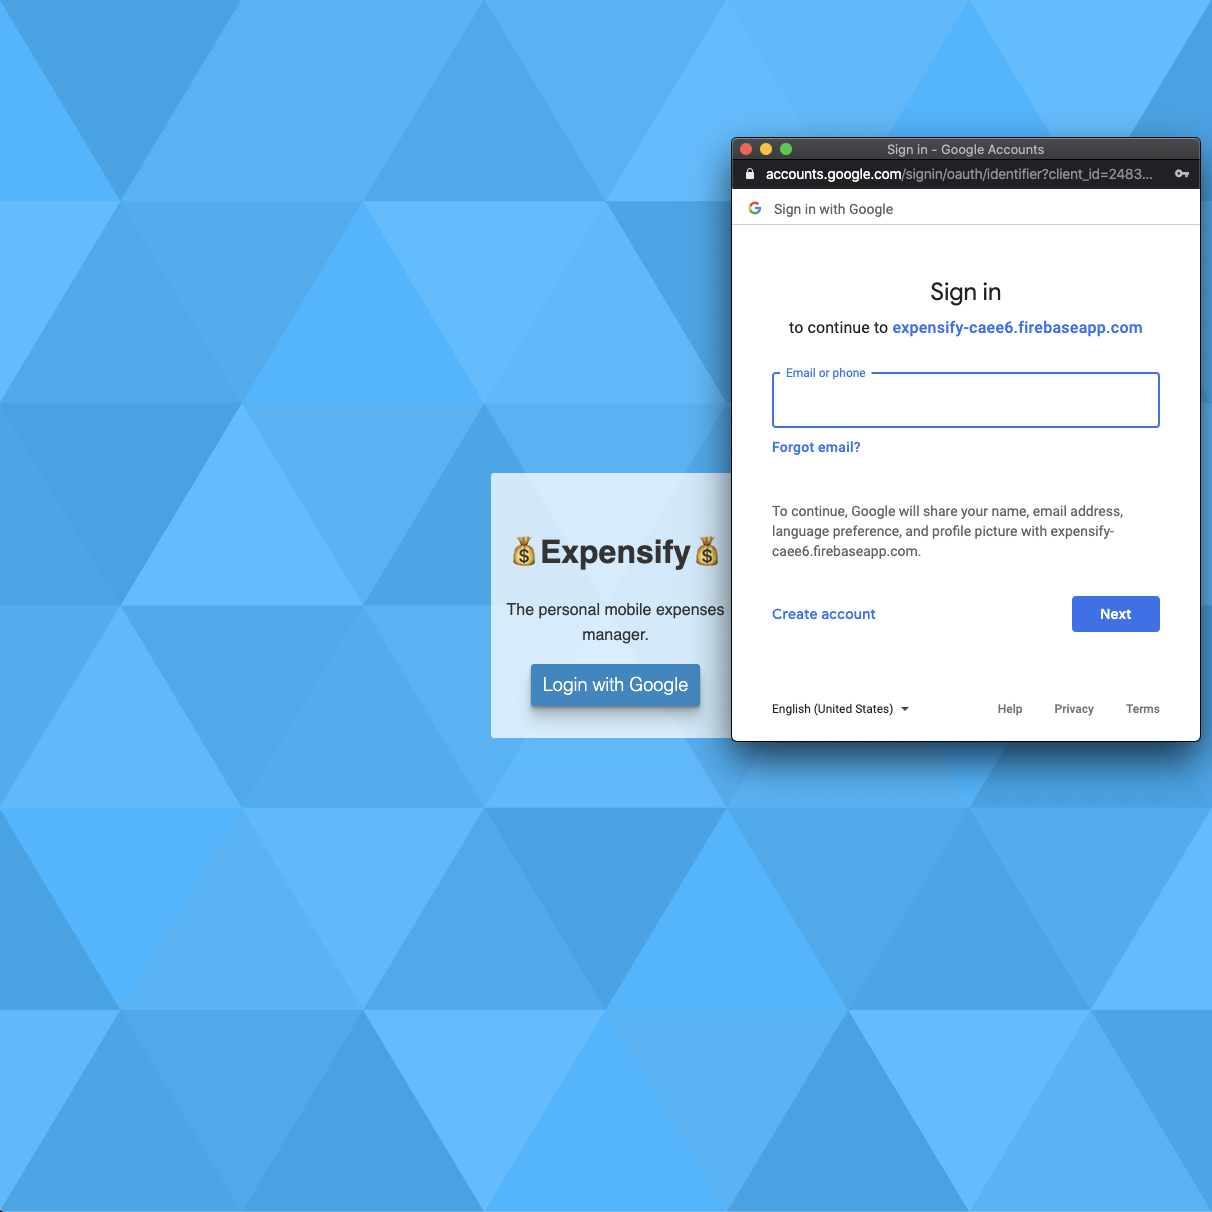 Sign in - Google Accounts
accounts.google.com/signin/oauth/identifier?client_id=2483...
Sign in with Google
Sign in
to continue to expensify-caee6.firebaseapp.com
Email or phone
Forgot email?
To continue, Google will share your name, email address,
language preference, and profile picture with expensify-
caee6.firebaseapp.com.
Create account
Next
English (United States)
Help
Privacy
Terms
💰Expensify💰
The personal mobile expenses
manager.
Login with Google